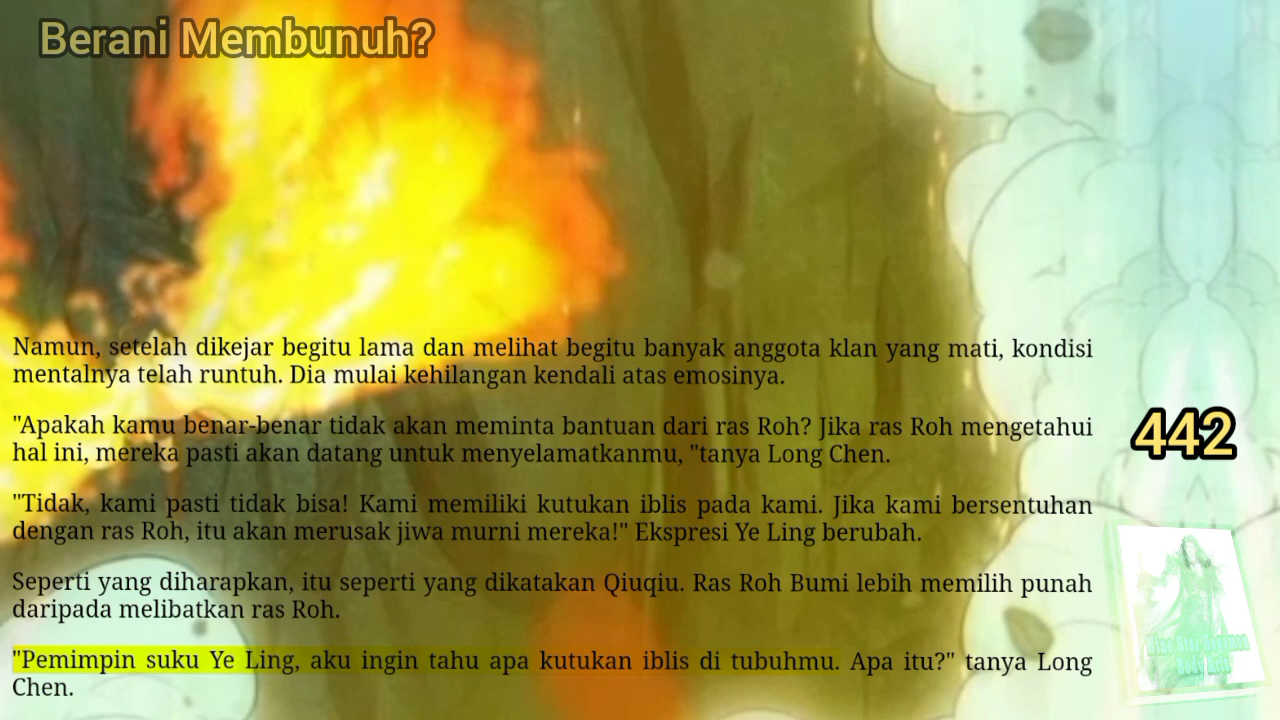 Berani Membunuh?
Namun, setelah dikejar begitu lama dan melihat begitu banyak anggota klan yang mati, kondisi
mentalnya telah runtuh. Dia mulai kehilangan kendali atas emosinya.
"Apakah kamu benar-benar tidak akan meminta bantuan dari ras Roh? Jika ras Roh mengetahui
hal ini, mereka pasti akan datang untuk menyelamatkanmu, "tanya Long Chen.
442
"Tidak, kami pasti tidak bisa! Kami memiliki kutukan iblis pada kami. Jika kami bersentuhan
dengan ras Roh, itu akan merusak jiwa murni mereka!" Ekspresi Ye Ling berubah.
Seperti yang diharapkan, itu seperti yang dikatakan Qiuqiu. Ras Roh Bumi lebih memilih punah
daripada melibatkan ras Roh.
"Pemimpin suku Ye Ling, aku ingin tahu apa kutukan iblis di tubuhmu. Apa itu?" tanya Long
Chen.
Nine Star Hegemon
Body Arts